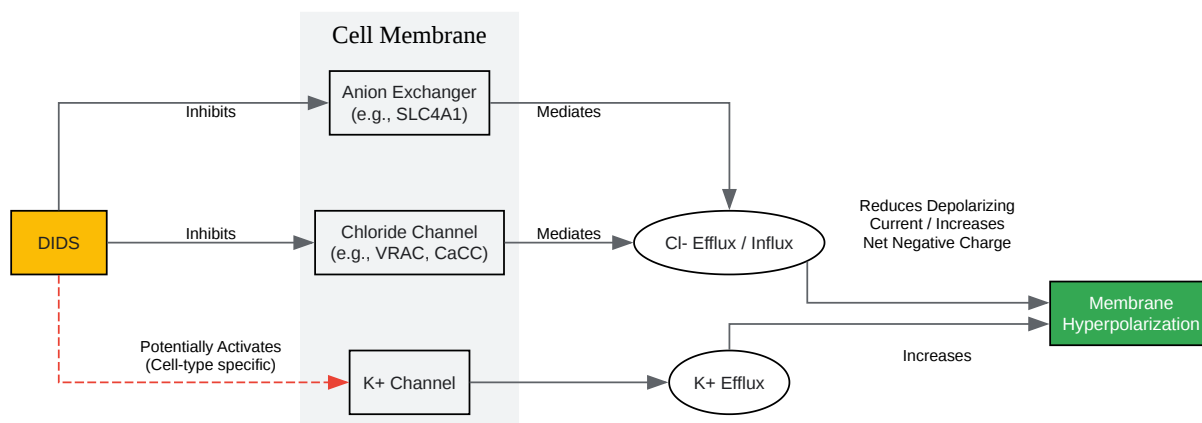 Cell Membrane
Anion Exchanger
(e.g., SLC4A1)
Inhibits
Mediates
DIDS
Inhibits
Chloride Channel
(e.g., VRAC, CaCC)
Mediates
Cl- Efflux / Influx
Reduces Depolarizing
Current / Increases
Net Negative Charge
Membrane
Hyperpolarization
Potentially Activates
(Cell-type specific)
K+ Channel
K+ Efflux
Increases